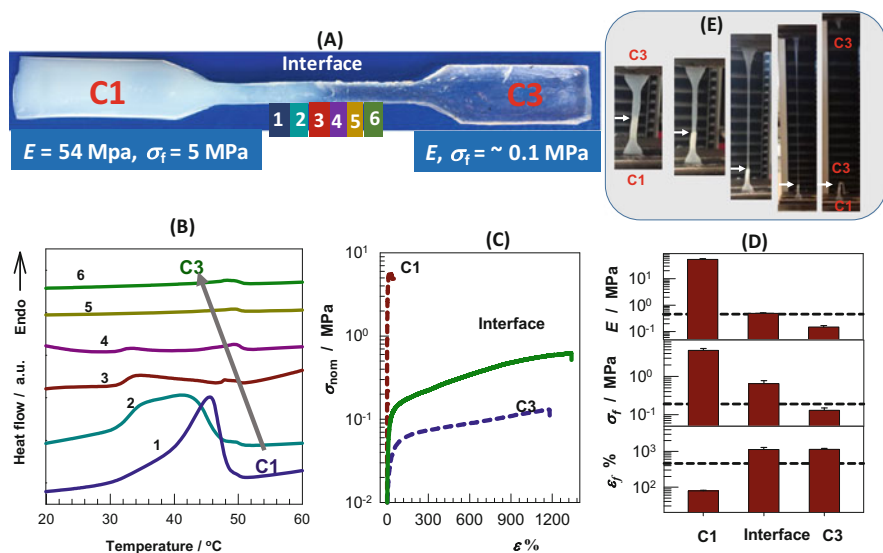 (A)
Interface
C1
C3
1 2 3 4 5 6
E = 54 Mpa, σf = 5 MPa
E, σf = ~ 0.1 MPa
(E)
C3
C1
C3
C3
C1
(B)
Endo
Heat flow / a.u.
6
C3
5
4
3
2
1
C1
20 30 40 50 60
Temperature / °C
(C)
σnom / MPa
10¹
10⁰
10⁻¹
10⁻²
C1
Interface
C3
0 300 600 900 1200
ε %
(D)
E / MPa
10¹
10⁰
10⁻¹
σf / MPa
10⁰
10⁻¹
εf %
10³
10²
C1 Interface C3